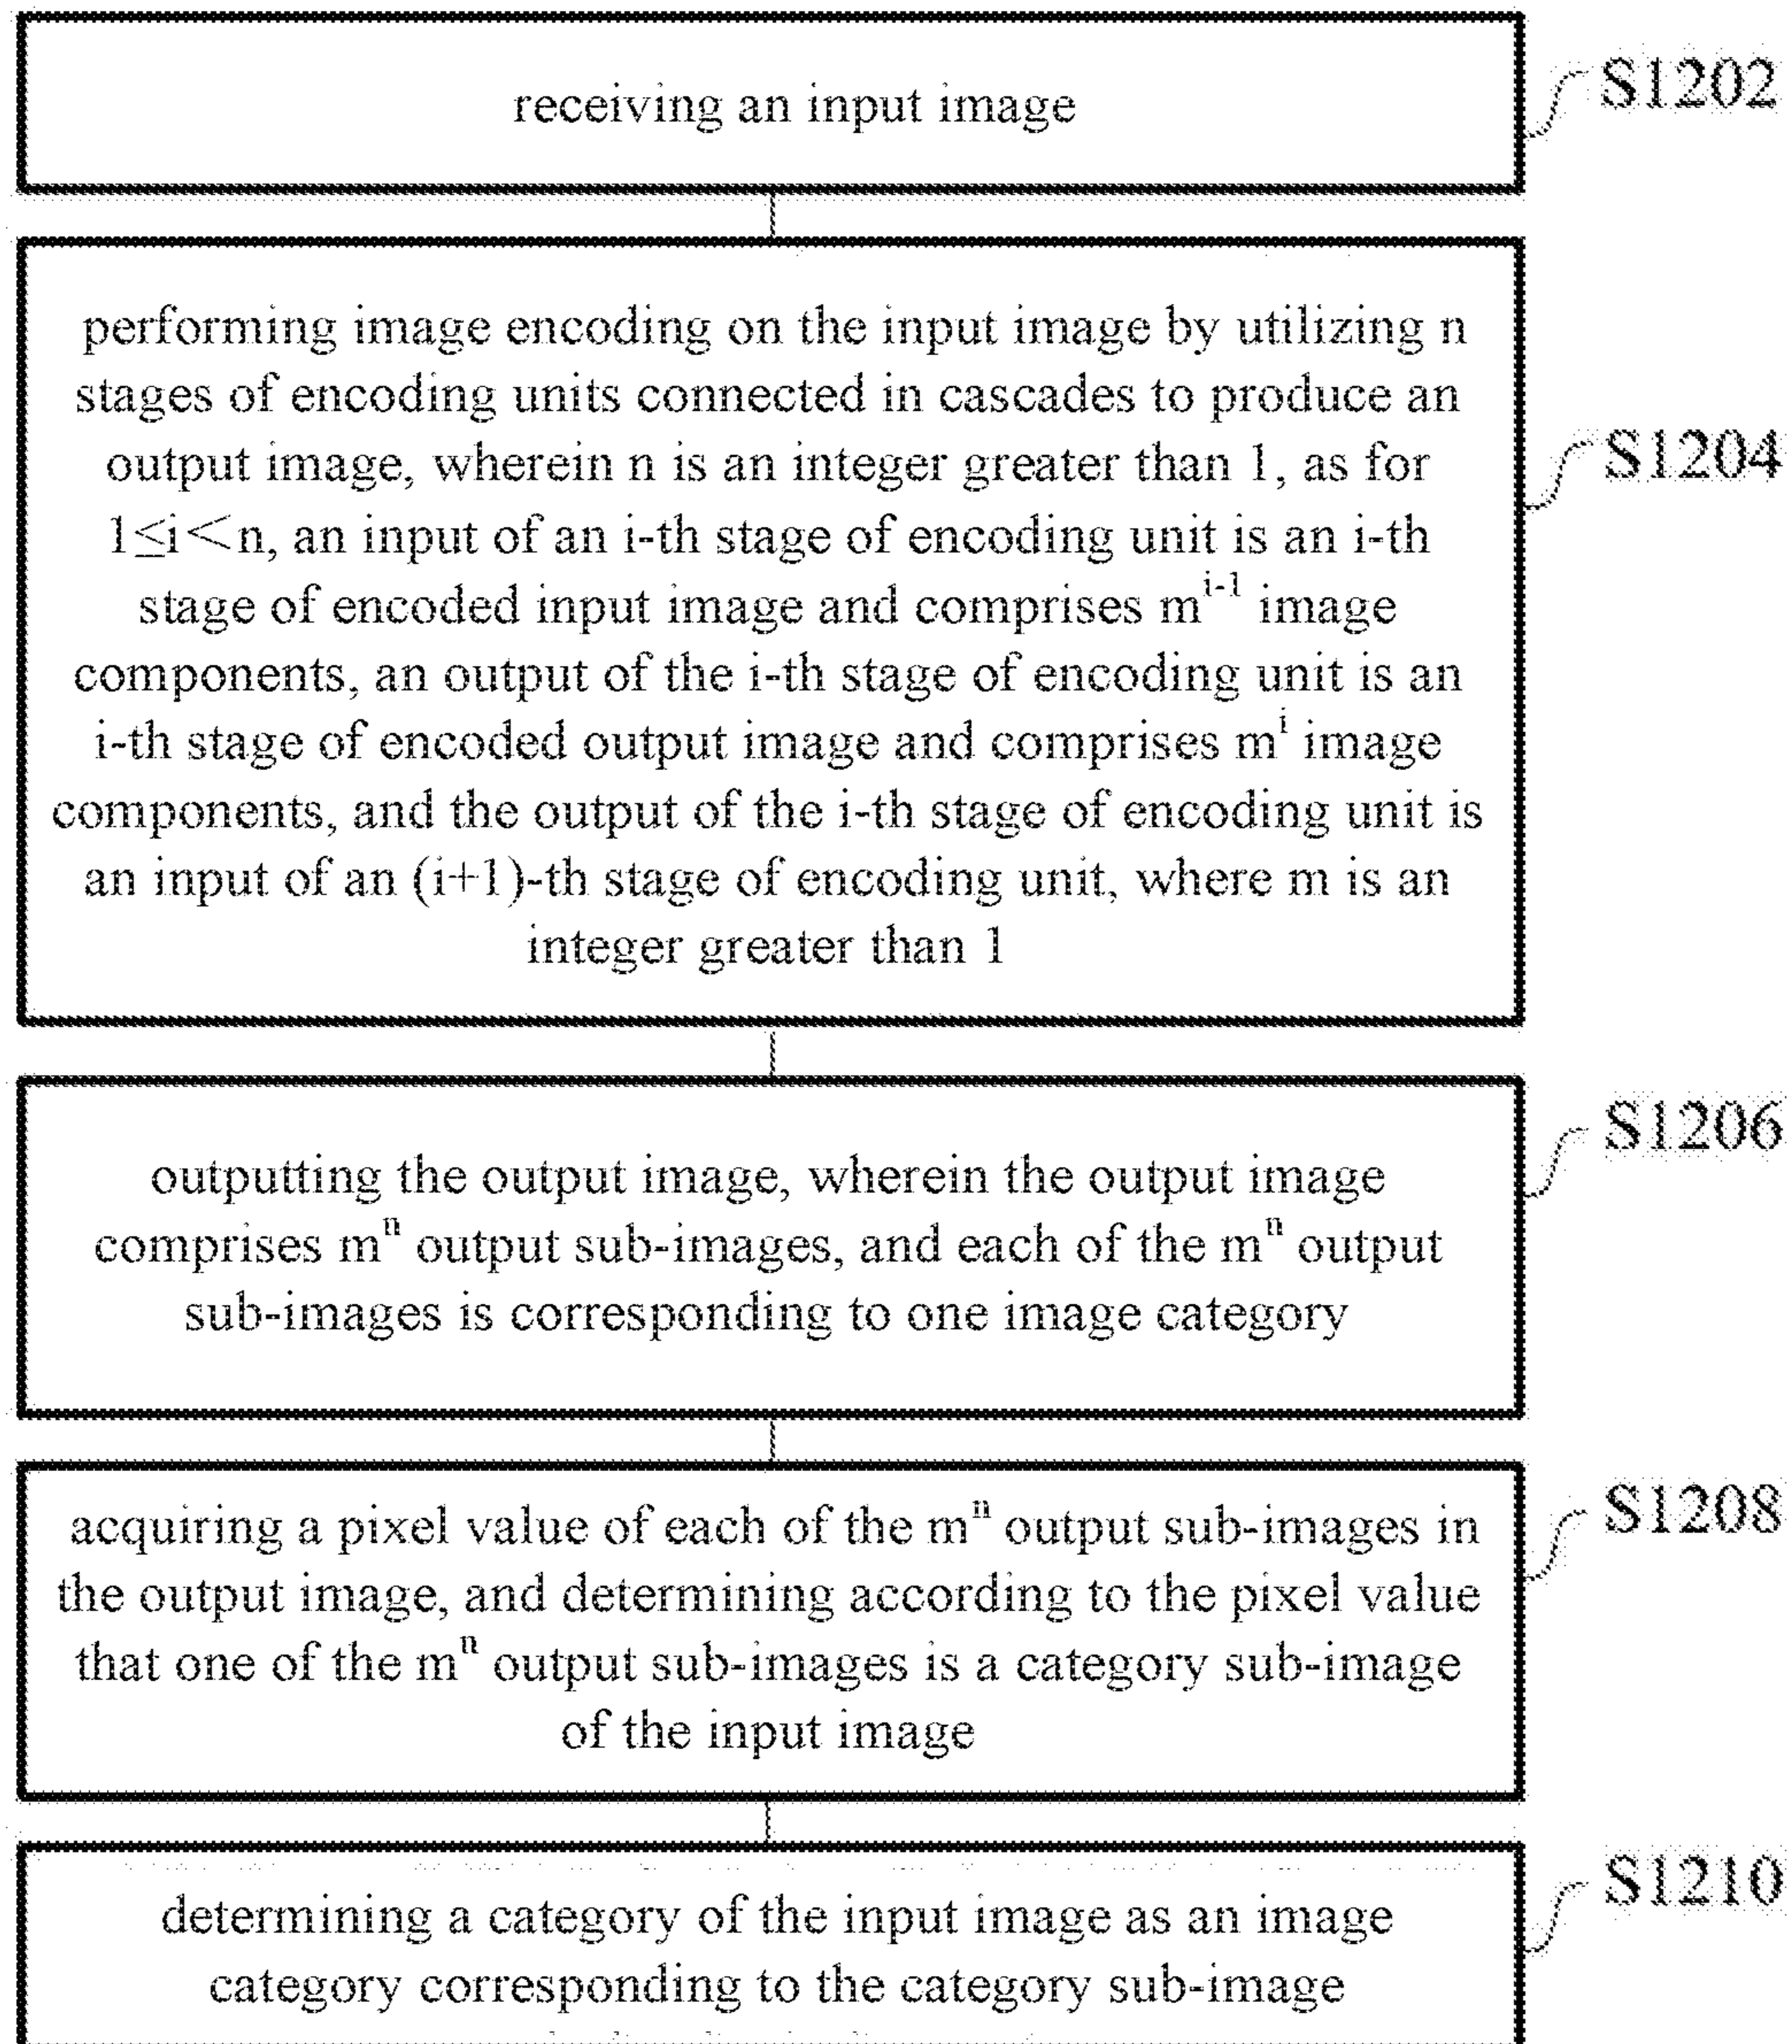 receiving an input image
S1202
performing image encoding on the input image by utilizing n
stages of encoding units connected in cascades to produce an
output image, wherein n is an integer greater than 1, as for
1≤i<n, an input of an i-th stage of encoding unit is an i-th
stage of encoded input image and comprises mⁱ⁻¹ image
components, an output of the i-th stage of encoding unit is an
i-th stage of encoded output image and comprises mⁱ image
components, and the output of the i-th stage of encoding unit is
an input of an (i+1)-th stage of encoding unit, where m is an
integer greater than 1
S1204
outputting the output image, wherein the output image
comprises mⁿ output sub-images, and each of the mⁿ output
sub-images is corresponding to one image category
S1206
acquiring a pixel value of each of the mⁿ output sub-images in
the output image, and determining according to the pixel value
that one of the mⁿ output sub-images is a category sub-image
of the input image
S1208
determining a category of the input image as an image
category corresponding to the category sub-image
S1210